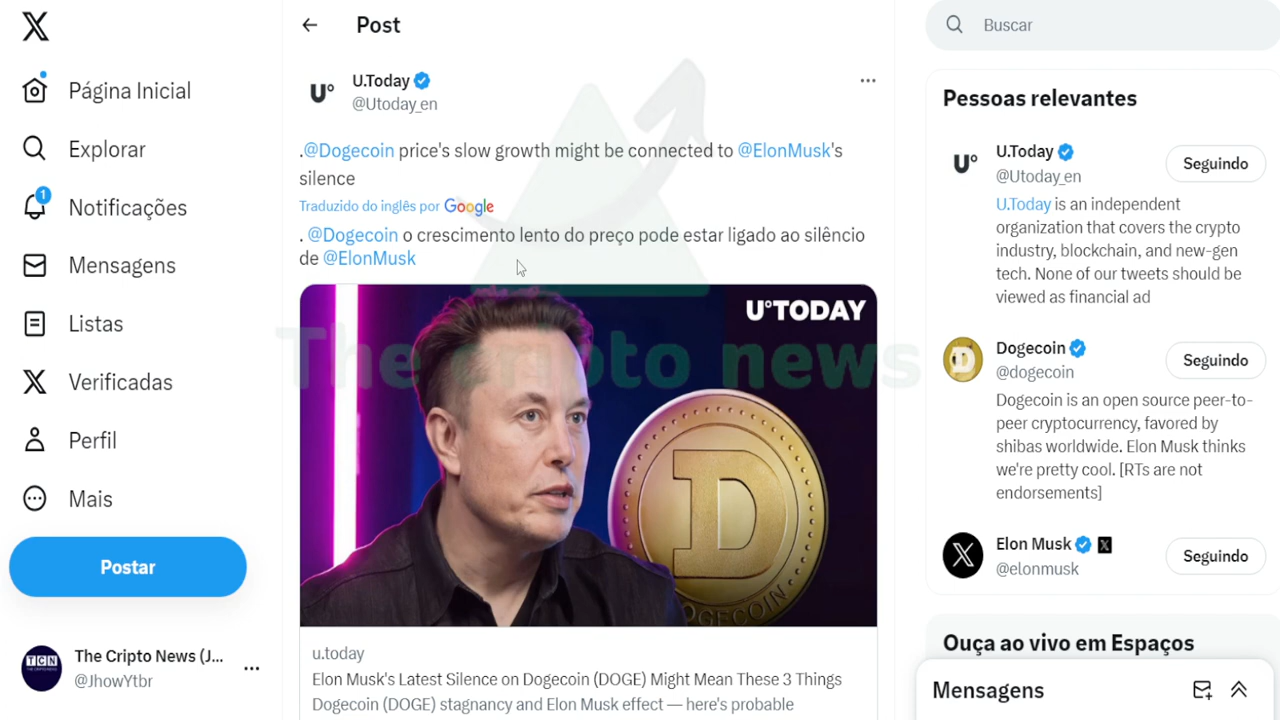 Post
Buscar
Página Inicial
Explorar
1
Notificações
Mensagens
Listas
Verificadas
Perfil
Mais
Postar
TCN
The Cripto News (J...
@JhowYtbr
U°
U.Today
@Utoday_en
.@Dogecoin price's slow growth might be connected to @ElonMusk's
silence
Traduzido do inglês por Google
. @Dogecoin o crescimento lento do preço pode estar ligado ao silêncio
de @ElonMusk
The cripto news
U°TODAY
D
DOGECOIN
u.today
Elon Musk's Latest Silence on Dogecoin (DOGE) Might Mean These 3 Things
Dogecoin (DOGE) stagnancy and Elon Musk effect — here's probable
Pessoas relevantes
U°
U.Today
@Utoday_en
Seguindo
U.Today is an independent
organization that covers the crypto
industry, blockchain, and new-gen
tech. None of our tweets should be
viewed as financial ad
Dogecoin
@dogecoin
Seguindo
Dogecoin is an open source peer-to-
peer cryptocurrency, favored by
shibas worldwide. Elon Musk thinks
we're pretty cool. [RTs are not
endorsements]
Elon Musk
@elonmusk
Seguindo
Ouça ao vivo em Espaços
Mensagens